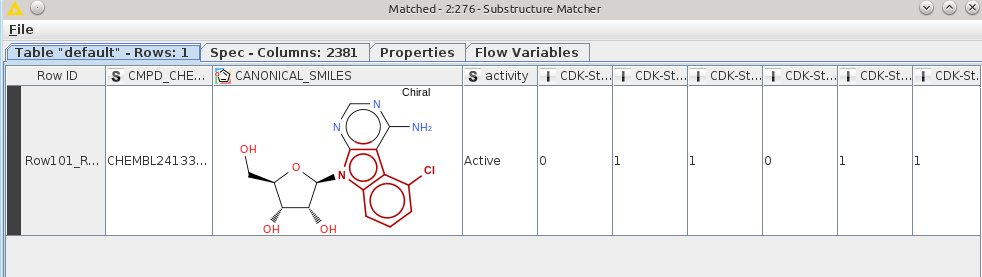 Matched - 2:276 - Substructure Matcher
File
Table "default" - Rows: 1 Spec - Columns: 2381 Properties Flow Variables
Row ID S CMPD_CHE... CANONICAL_SMILES S activity I CDK-St... I CDK-St... I CDK-St... I CDK-St... I CDK-St... I CDK-St...
Chiral
N
N NH₂
OH
O Cl
Row101_R... CHEMBL24133... Active 0 1 1 0 1 1
N
OH OH